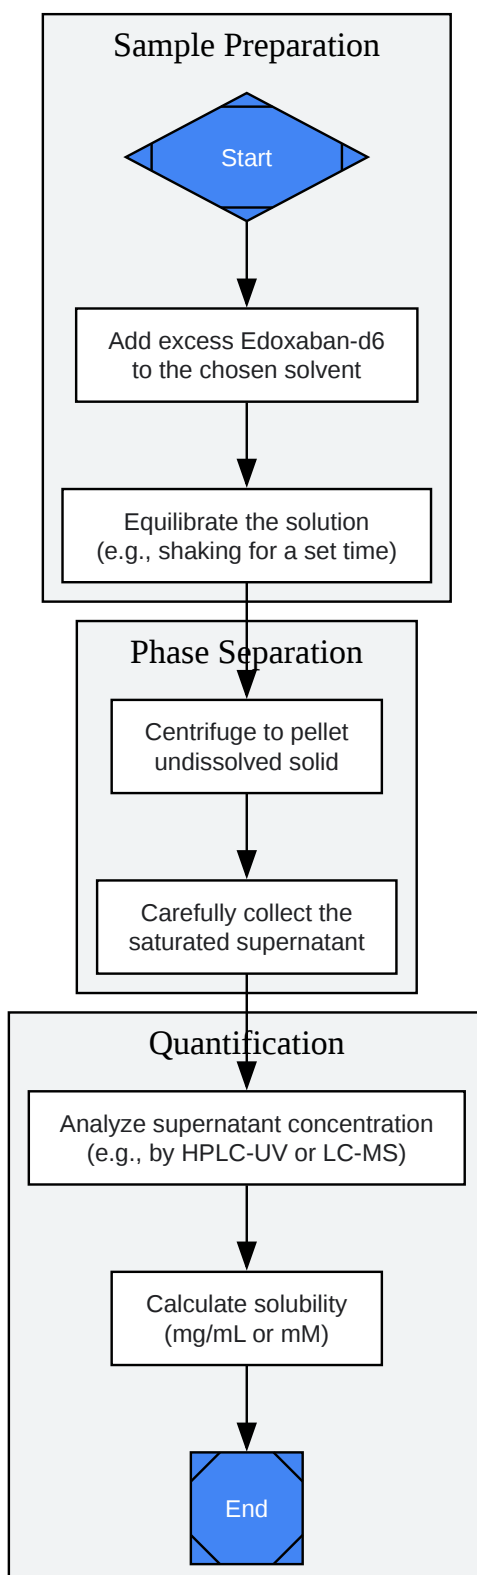 Sample Preparation
Start
Add excess Edoxaban-d6
to the chosen solvent
Equilibrate the solution
(e.g., shaking for a set time)
Phase Separation
Centrifuge to pellet
undissolved solid
Carefully collect the
saturated supernatant
Quantification
Analyze supernatant concentration
(e.g., by HPLC-UV or LC-MS)
Calculate solubility
(mg/mL or mM)
End